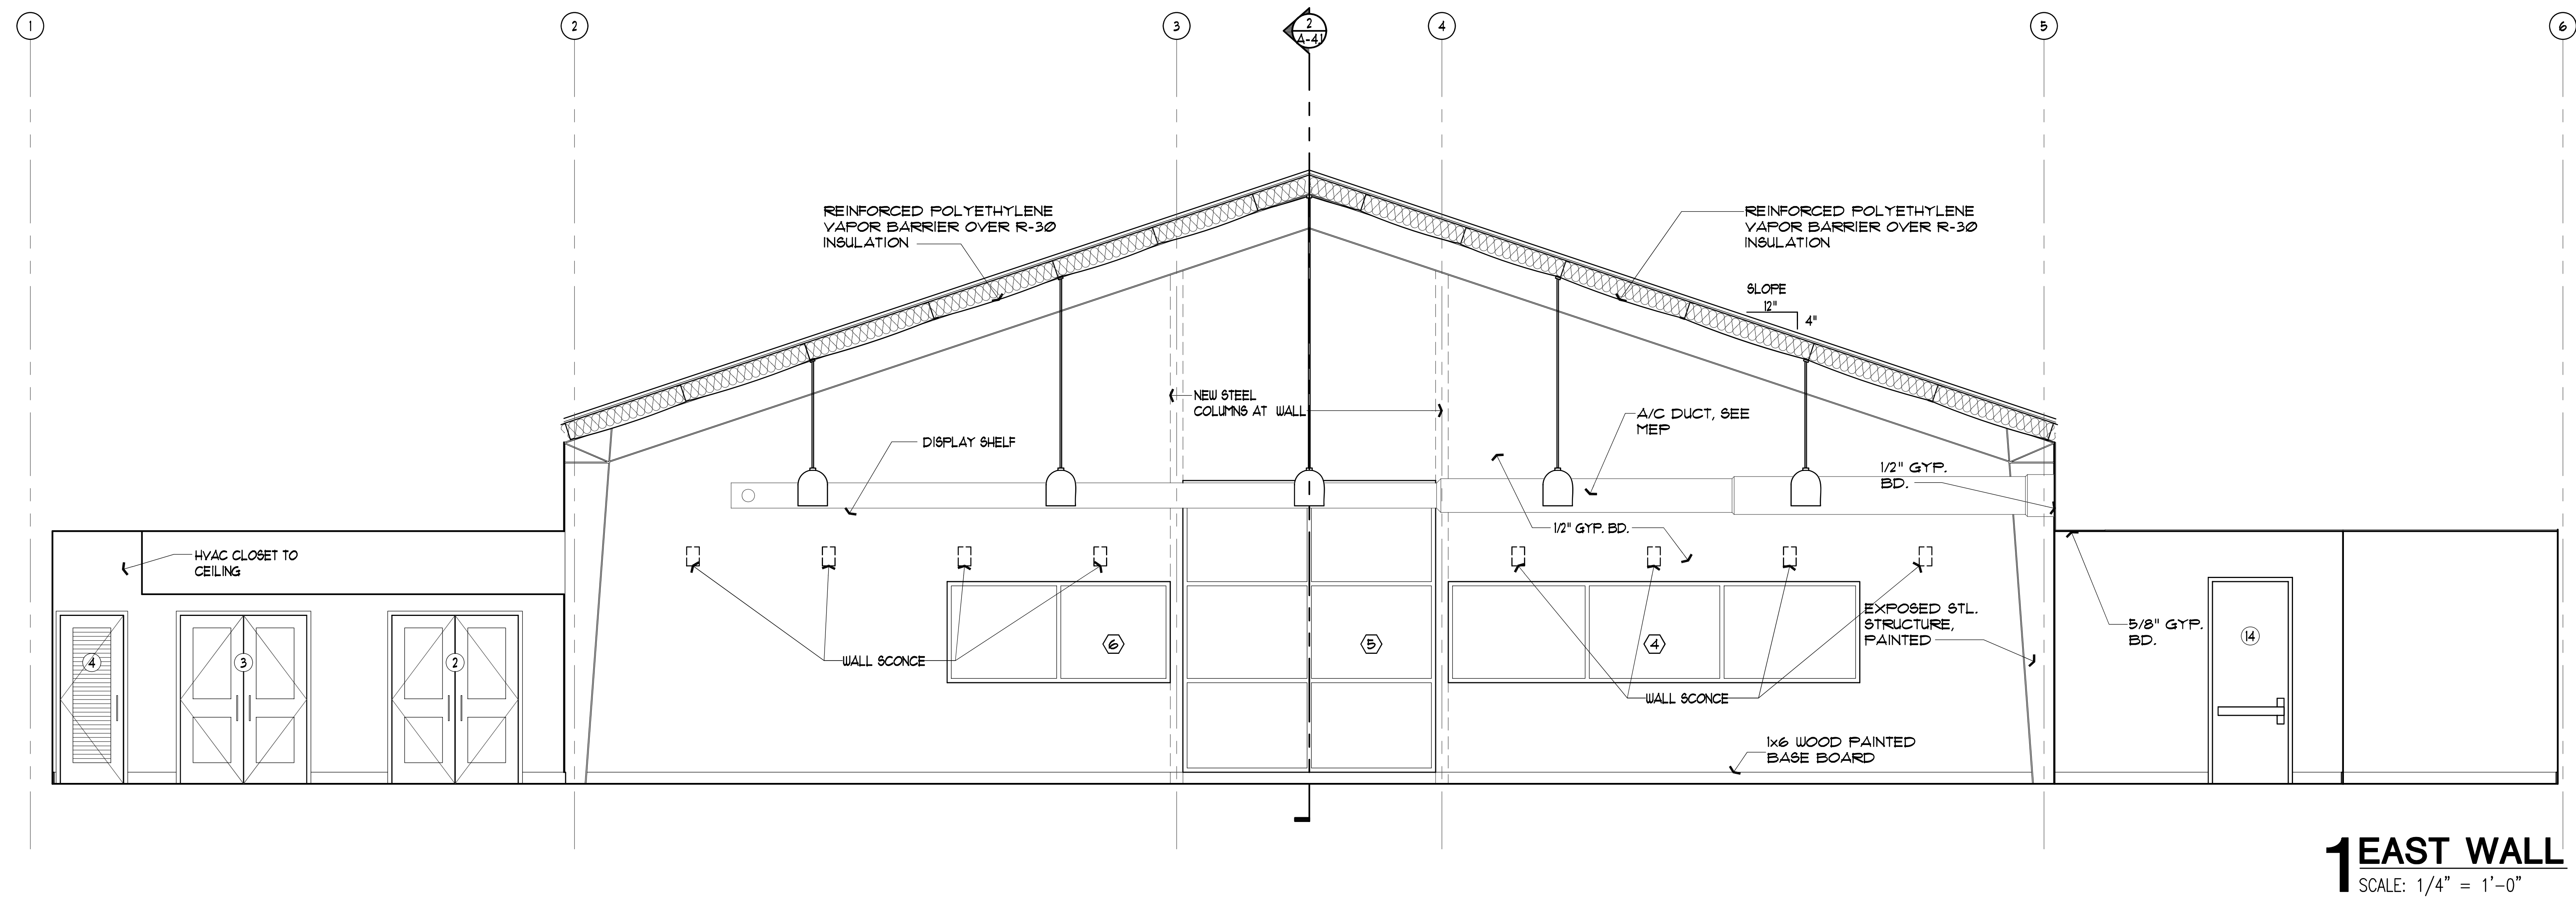 1
2
3
2
A-41
4
5
6
REINFORCED POLYETHYLENE
VAPOR BARRIER OVER R-30
INSULATION
REINFORCED POLYETHYLENE
VAPOR BARRIER OVER R-30
INSULATION
SLOPE
12"
4"
NEW STEEL
COLUMNS AT WALL
A/C DUCT, SEE
MEP
DISPLAY SHELF
1/2" GYP.
BD.
1/2" GYP. BD.
HVAC CLOSET TO
CEILING
EXPOSED STL.
STRUCTURE,
PAINTED
5/8" GYP.
BD.
14
4
3
2
WALL SCONCE
6
5
4
WALL SCONCE
1x6 WOOD PAINTED
BASE BOARD
1 EAST WALL
SCALE: 1/4" = 1'-0"